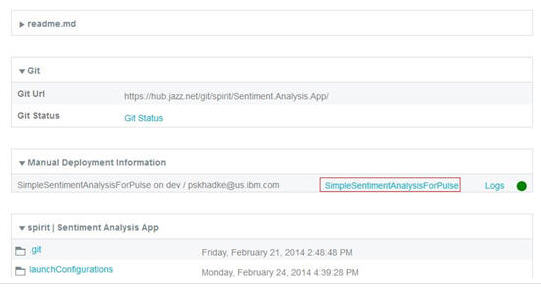 readme.md
Git
Git Url https://hub.jazz.net/git/spirit/Sentiment.Analysis.App/
Git Status Git Status
Manual Deployment Information
SimpleSentimentAnalysisForPulse on dev / pskhadke@us.ibm.com SimpleSentimentAnalysisForPulse Logs
spirit | Sentiment Analysis App
.git Friday, February 21, 2014 2:48:48 PM
launchConfigurations Monday, February 24, 2014 4:39:28 PM